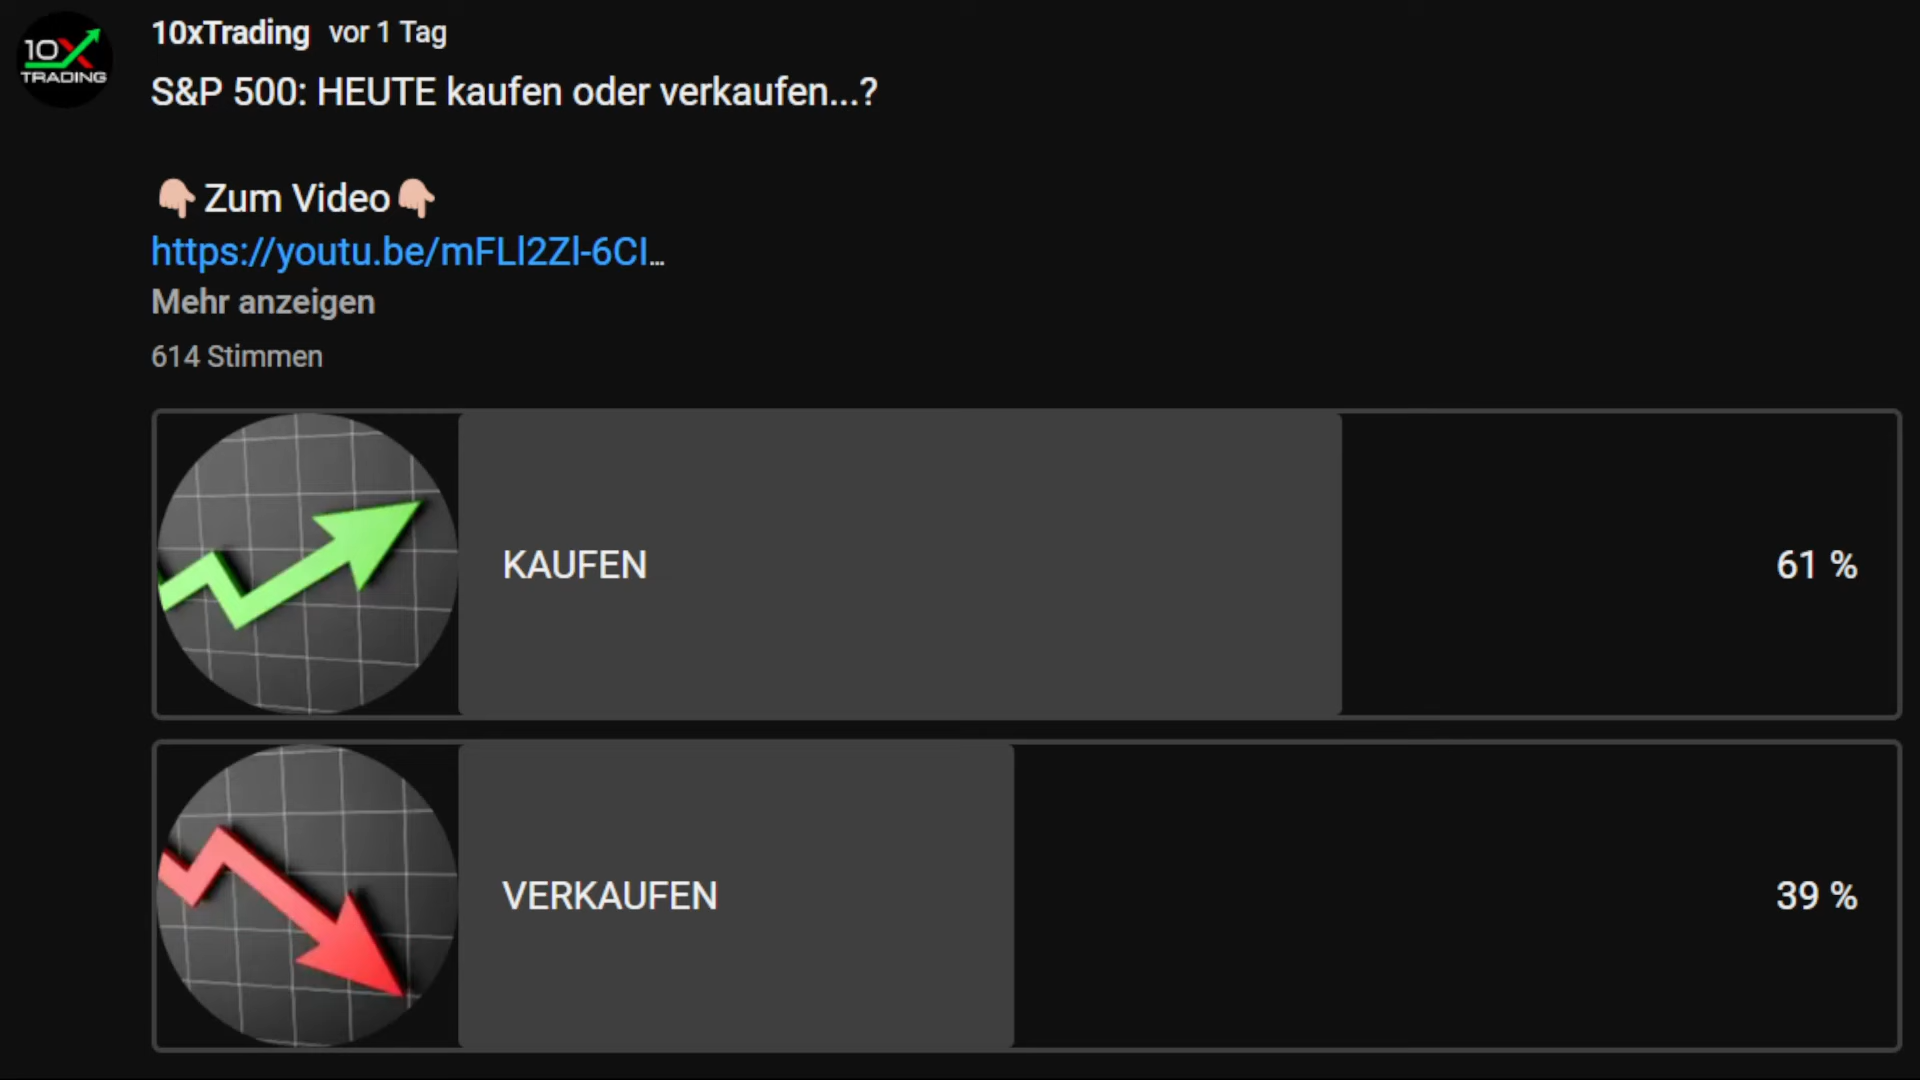 10X
TRADING
10xTrading vor 1 Tag
S&P 500: HEUTE kaufen oder verkaufen...?
👇🏼Zum Video👇🏼
https://youtu.be/mFLl2Zl-6CI...
Mehr anzeigen
614 Stimmen
KAUFEN
61 %
VERKAUFEN
39 %